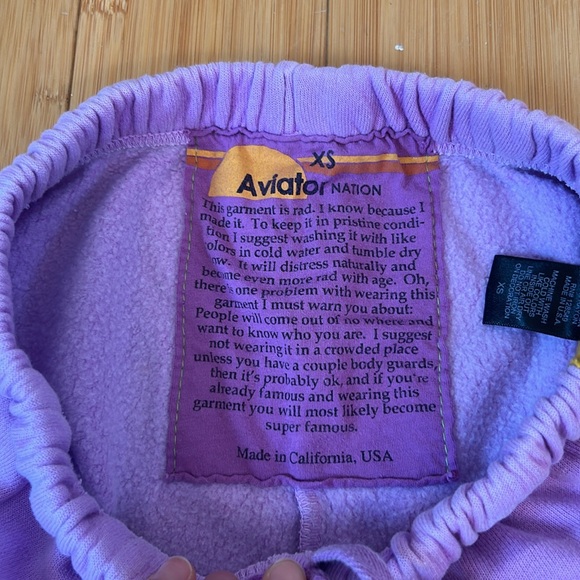 XS
Aviator NATION
This garment is rad. I know because I
made it. To keep it in pristine condi-
tion I suggest washing it with like
colors in cold water and tumble dry
low. It will distress naturally and
become even more rad with age. Oh,
there's one problem with wearing this
garment I must warn you about:
People will come out of no where and
want to know who you are. I suggest
not wearing it in a crowded place
unless you have a couple body guards,
then it's probably ok, and if you're
already famous and wearing this
garment you will most likely become
super famous.
Made in California, USA
MADE IN U.S.A.
MACHINE WASH
XS